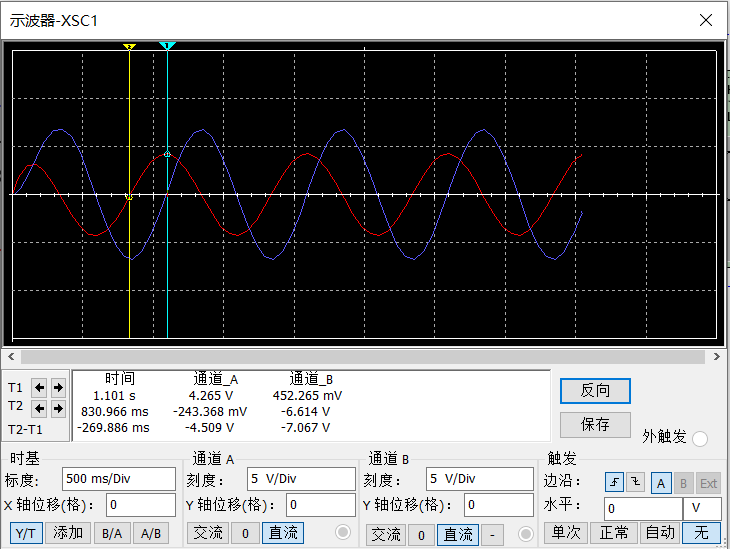 示波器-XSC1
时间 通道_A 通道_B
T1 1.101 s 4.265 V 452.265 mV
T2 830.966 ms -243.368 mV -6.614 V
T2-T1 -269.886 ms -4.509 V -7.067 V
反向
保存
外触发
时基 通道 A 通道 B 触发
标度: 500 ms/Div 刻度: 5 V/Div 刻度: 5 V/Div 边沿: A B Ext
X 轴位移(格): 0 Y 轴位移(格): 0 Y 轴位移(格): 0 水平: 0 V
Y/T 添加 B/A A/B 交流 0 直流 交流 0 直流 - 单次 正常 自动 无